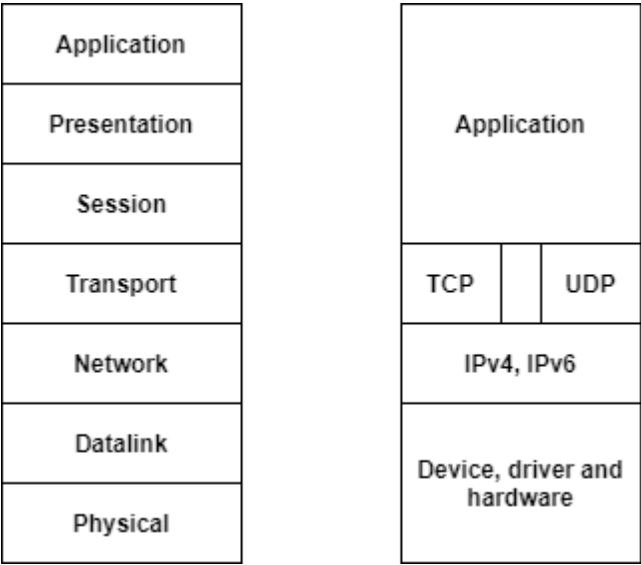 Application
Presentation
Session
Transport
Network
Datalink
Physical
Application
TCP
UDP
IPv4, IPv6
Device, driver and
hardware